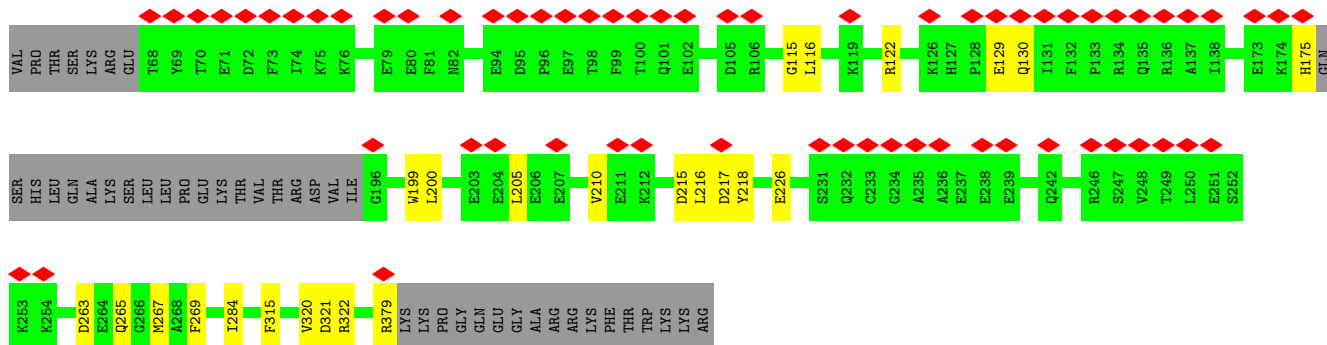 VAL PRO THR SER LYS ARG GLU T68 Y69 T70 E71 D72 F73 I74 K75 K76 E79 E80 F81 N82 E94 D95 P96 E97 T98 F99 T100 Q101 E102 D105 R106 G115 L116 K119 R122 K126 H127 P128 E129 Q130 I131 F132 P133 R134 Q135 R136 A137 I138 E173 K174 H175 GLN
SER HIS LEU GLN ALA LYS SER LEU LEU PRO GLU LYS THR VAL THR ARG ASP VAL ILE G196 W199 L200 E203 E204 L205 E206 E207 V210 E211 K212 D215 L216 D217 Y218 E226 S231 Q232 C233 G234 A235 A236 E237 E238 E239 Q242 R246 S247 V248 T249 L250 E251 S252
K253 K254 D263 E264 Q265 G266 M267 A268 F269 I284 F315 V320 D321 R322 R379 LYS LYS PRO GLY GLN GLU GLY ALA ARG ARG LYS PHE THR TRP LYS LYS ARG